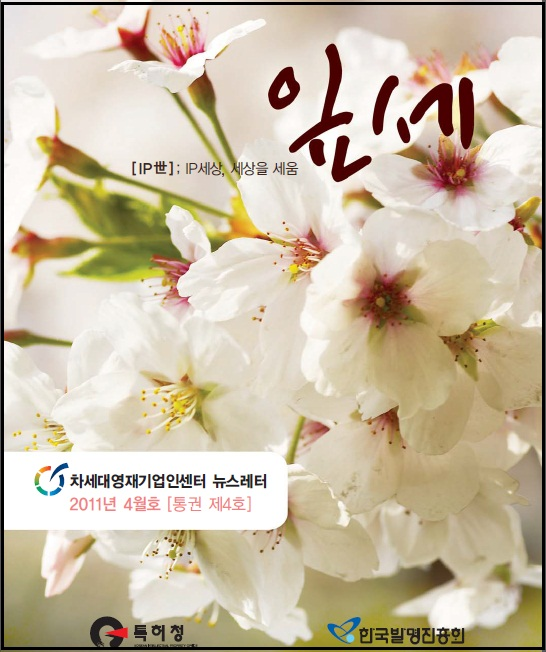 잎세
[IP世]; IP세상, 세상을 세움
차세대영재기업인센터 뉴스레터
2011년 4월호 [통권 제4호]
특허청
한국발명진흥회